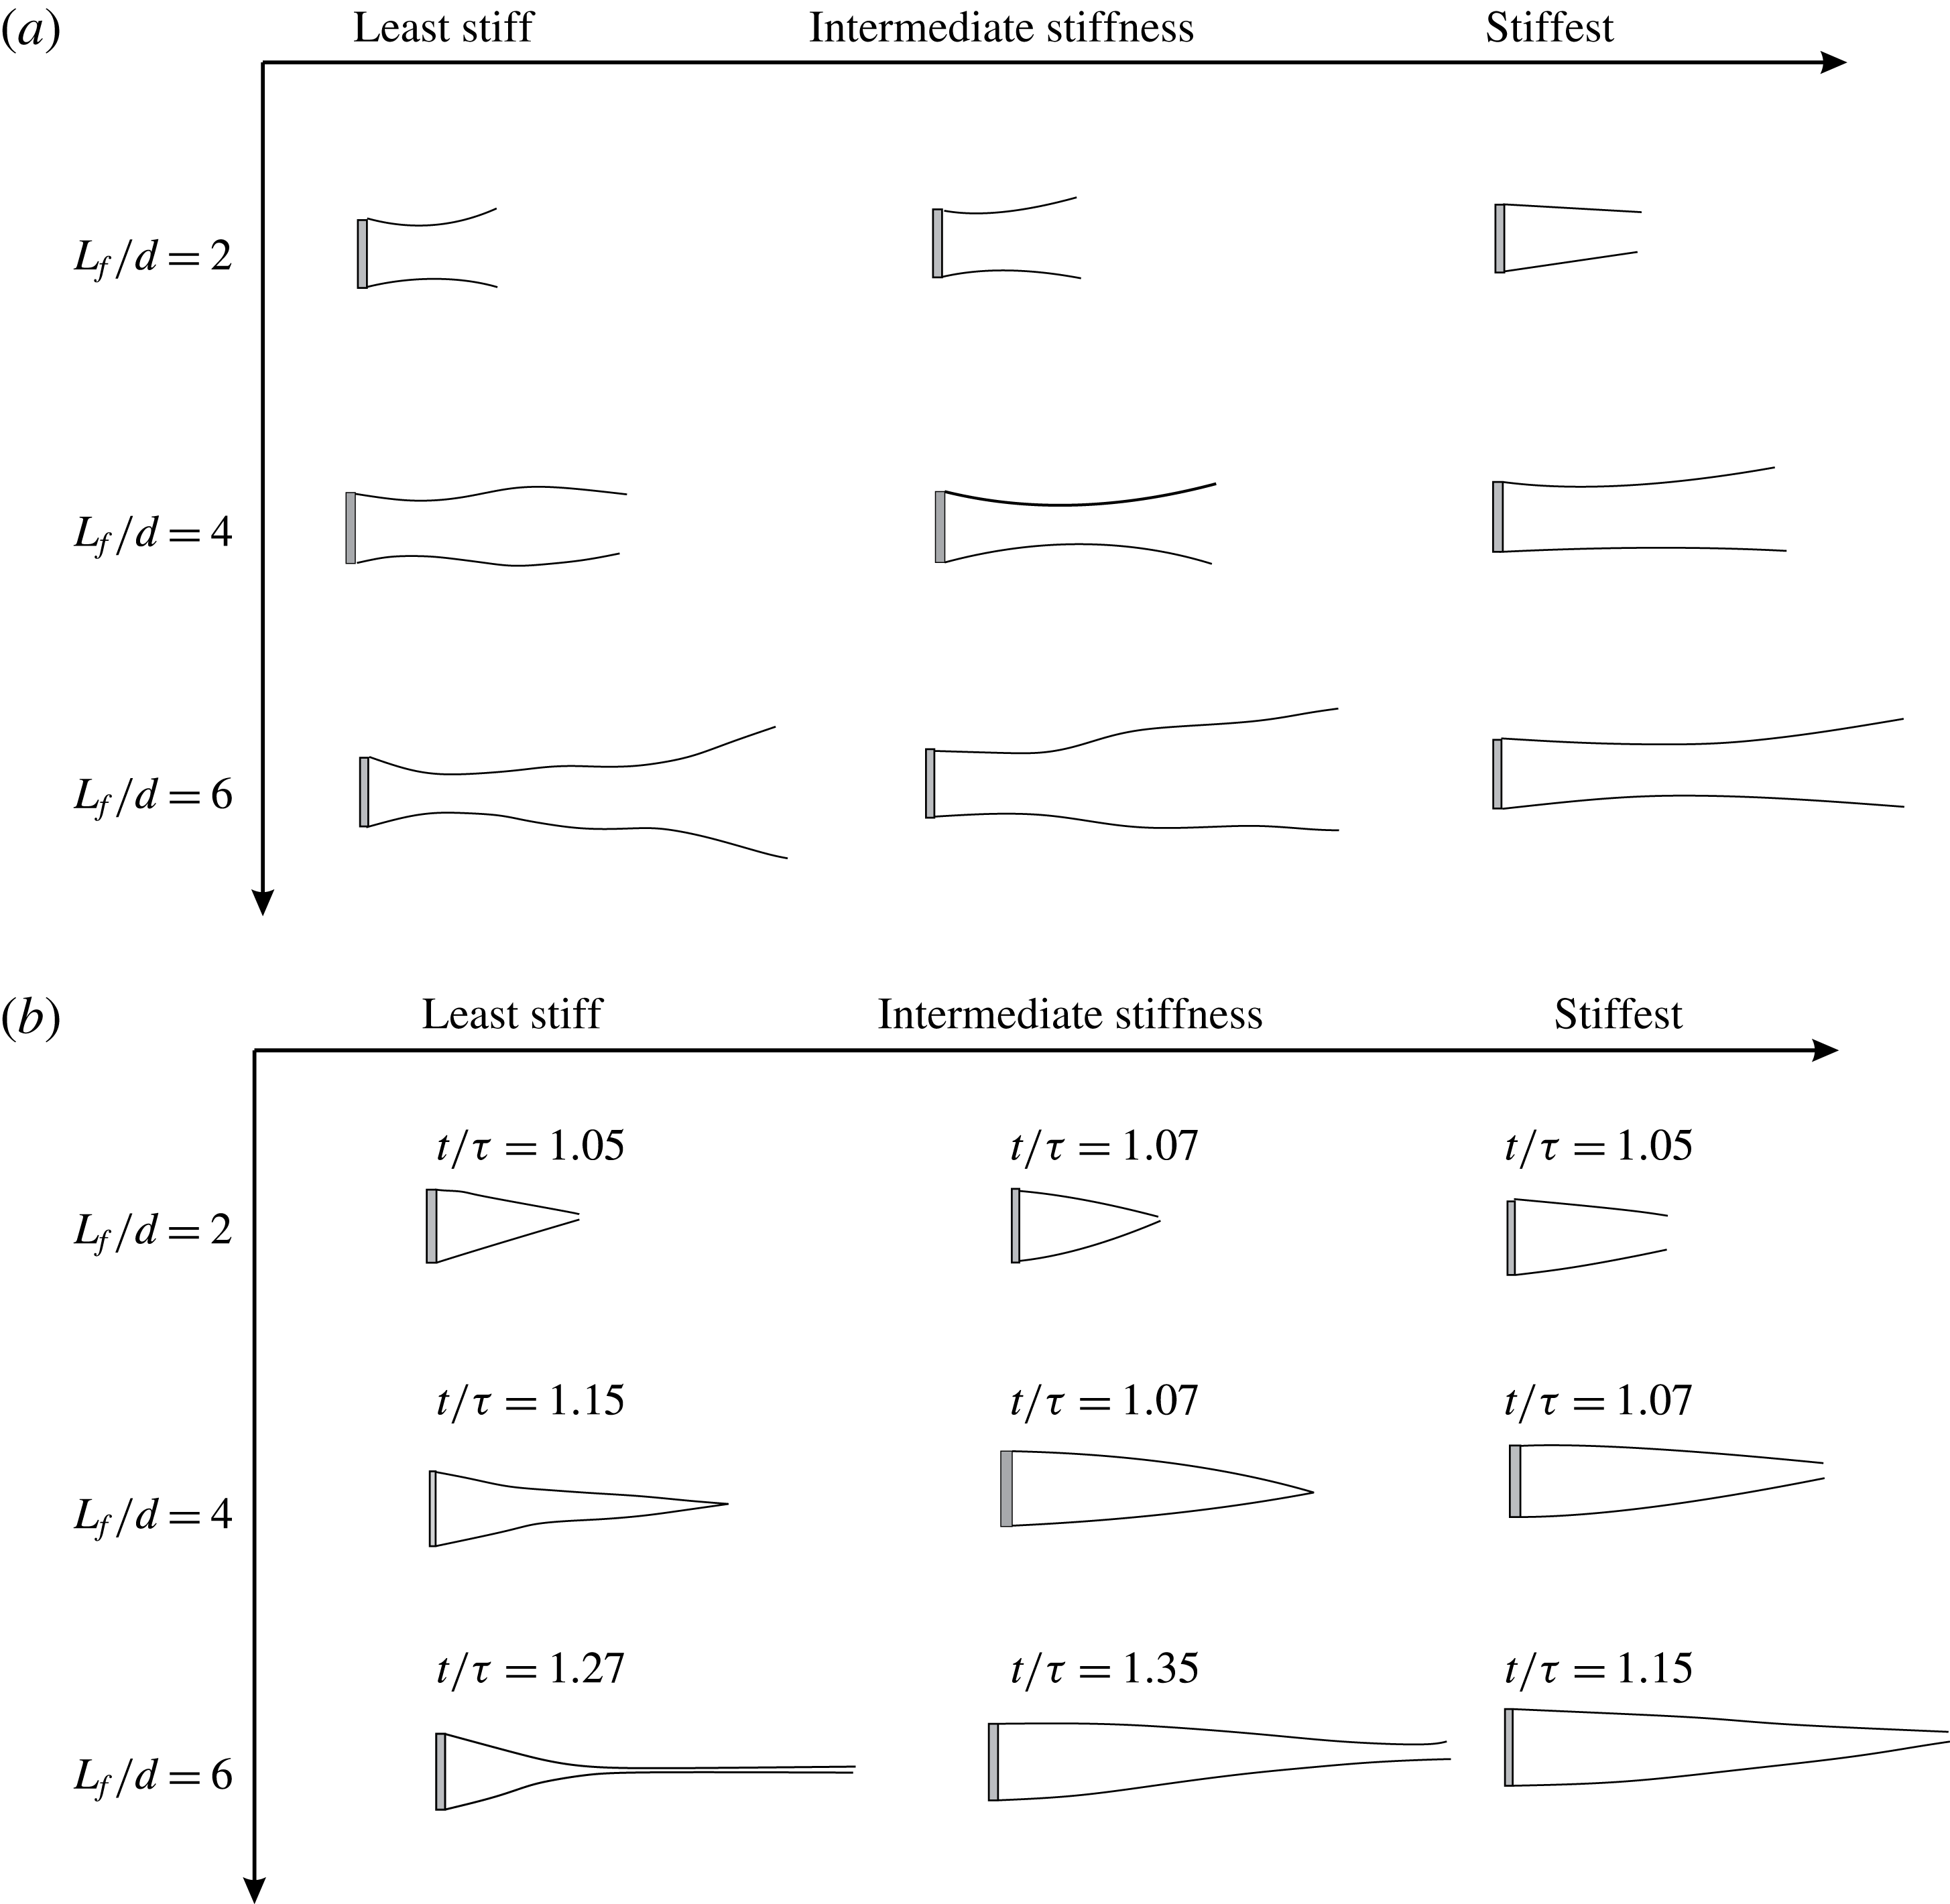 (a)
Least stiff Intermediate stiffness Stiffest
L_f/d = 2
L_f/d = 4
L_f/d = 6
(b)
Least stiff Intermediate stiffness Stiffest
t/τ = 1.05 t/τ = 1.07 t/τ = 1.05
L_f/d = 2
t/τ = 1.15 t/τ = 1.07 t/τ = 1.07
L_f/d = 4
t/τ = 1.27 t/τ = 1.35 t/τ = 1.15
L_f/d = 6